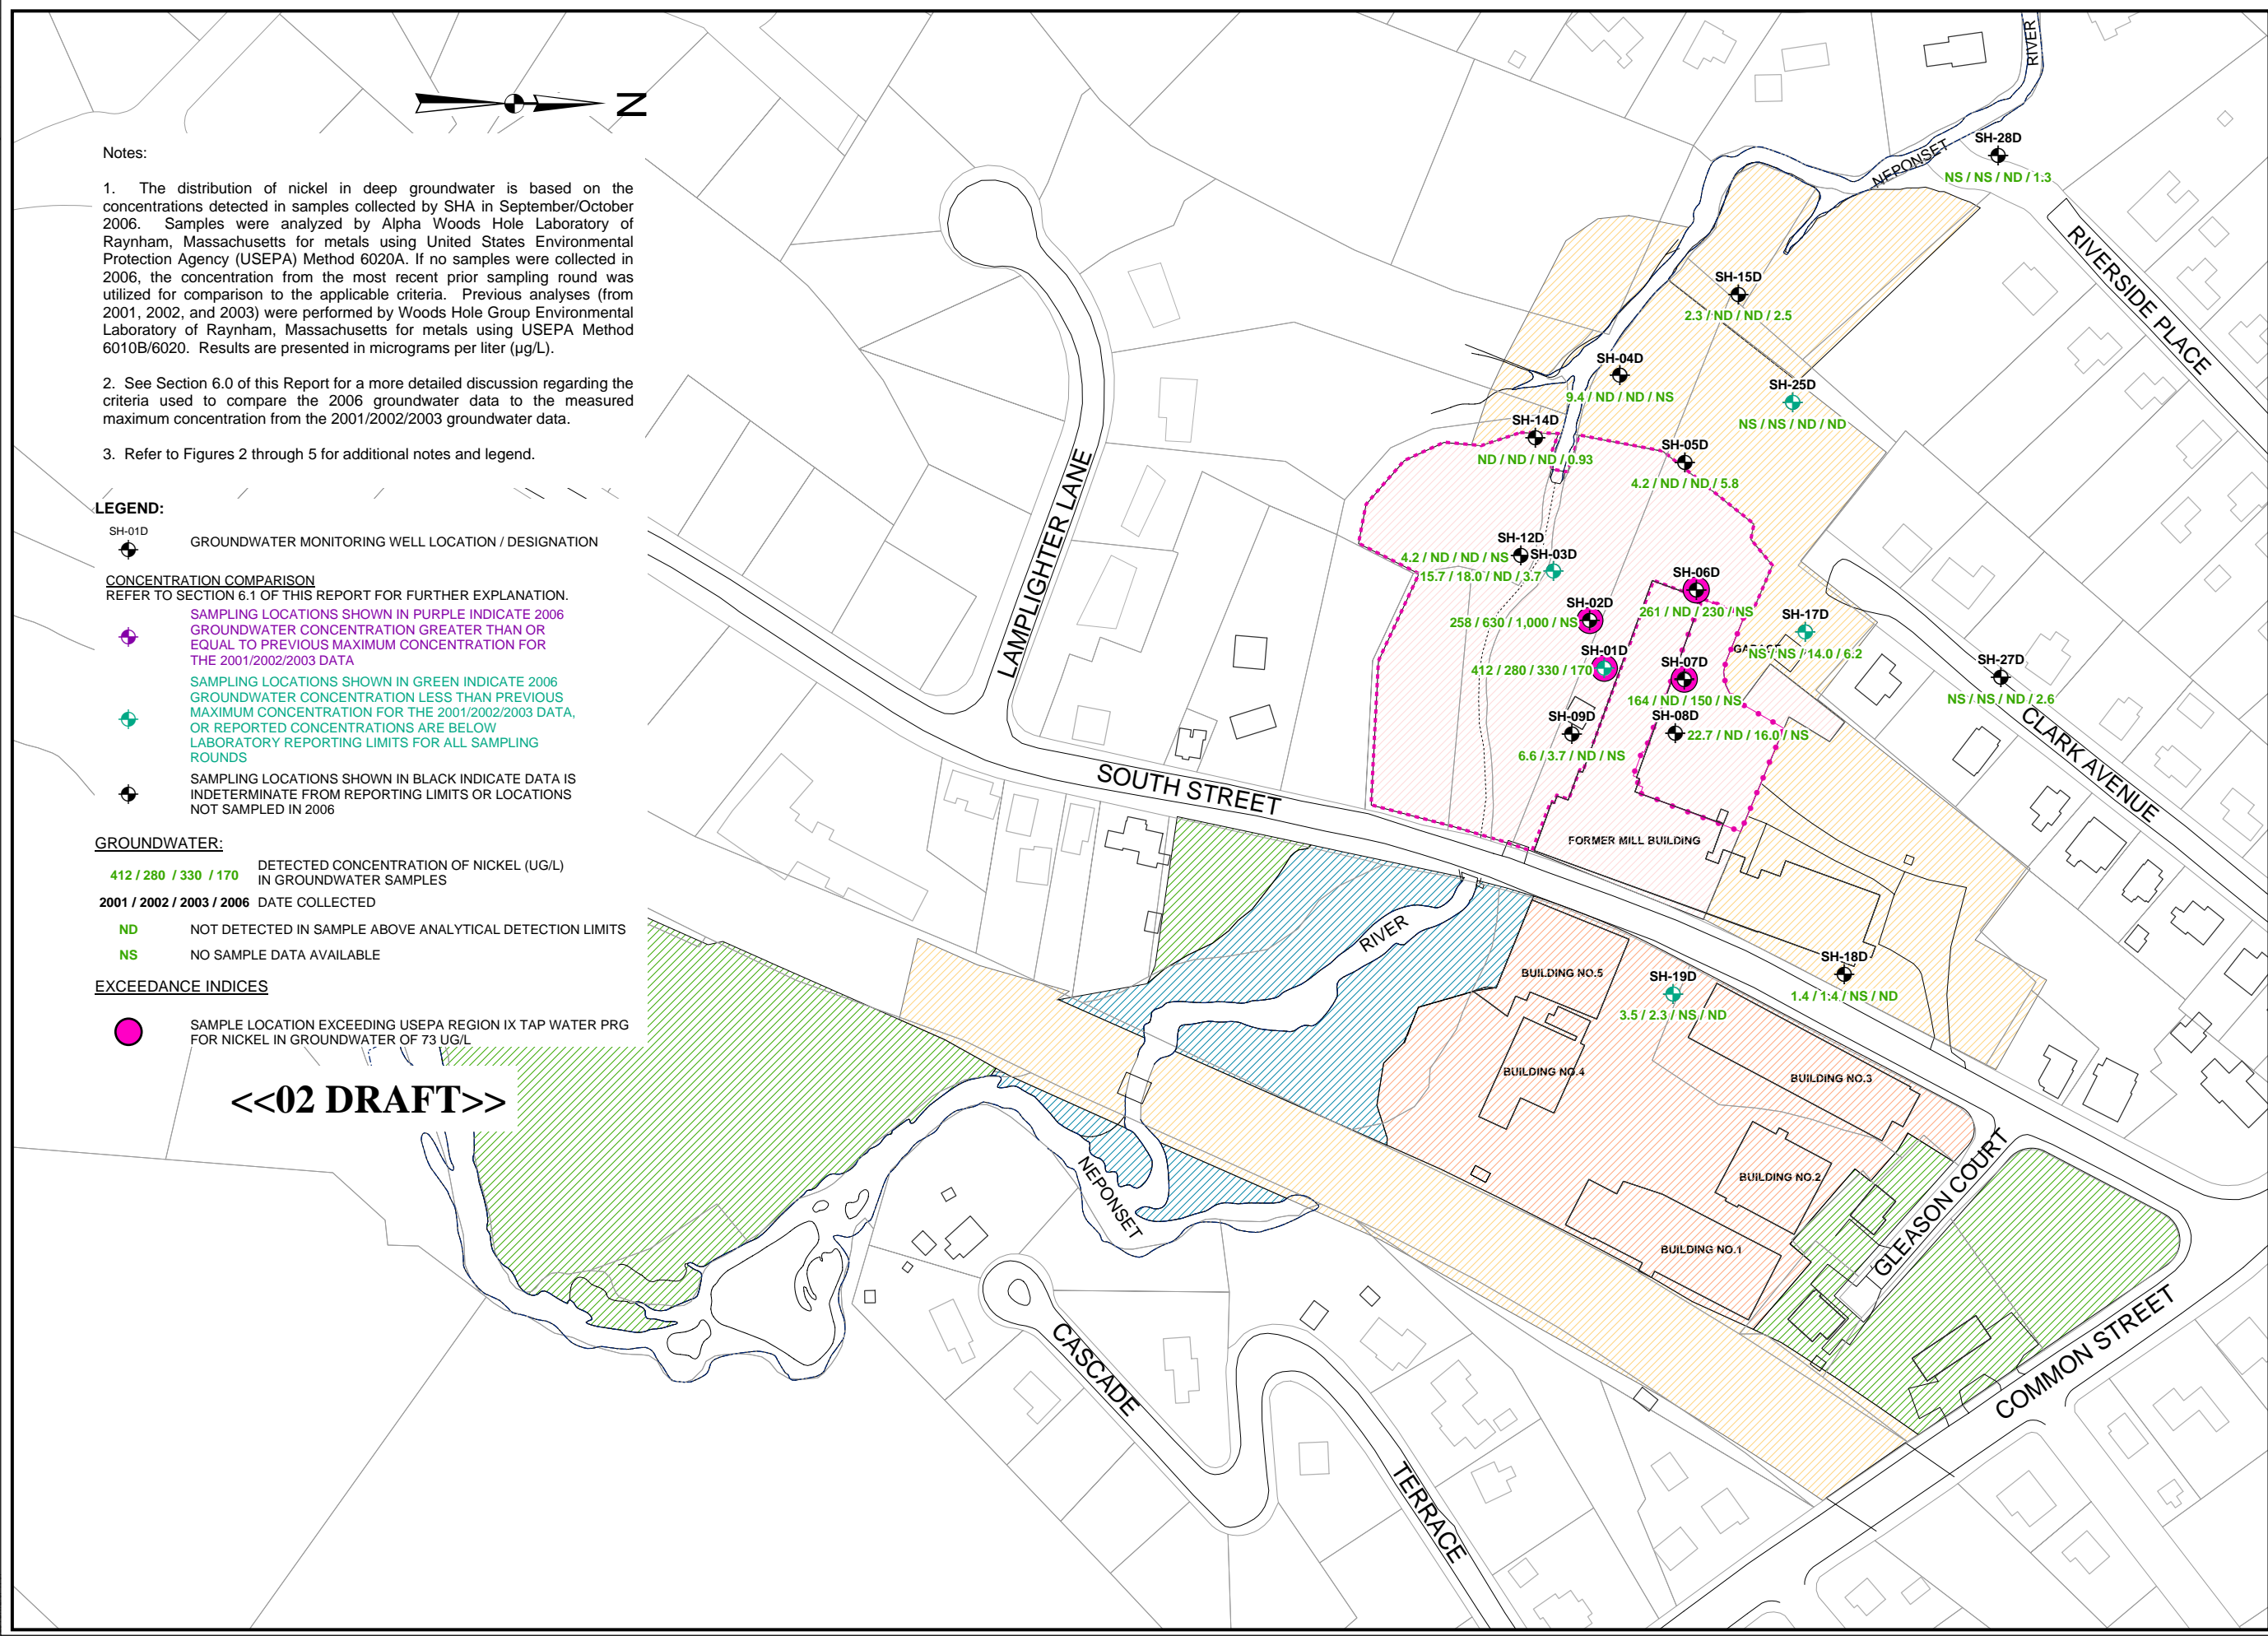 N
Notes:
1. The distribution of nickel in deep groundwater is based on the
concentrations detected in samples collected by SHA in September/October
2006. Samples were analyzed by Alpha Woods Hole Laboratory of
Raynham, Massachusetts for metals using United States Environmental
Protection Agency (USEPA) Method 6020A. If no samples were collected in
2006, the concentration from the most recent prior sampling round was
utilized for comparison to the applicable criteria. Previous analyses (from
2001, 2002, and 2003) were performed by Woods Hole Group Environmental
Laboratory of Raynham, Massachusetts for metals using USEPA Method
6010B/6020. Results are presented in micrograms per liter (µg/L).
2. See Section 6.0 of this Report for a more detailed discussion regarding the
criteria used to compare the 2006 groundwater data to the measured
maximum concentration from the 2001/2002/2003 groundwater data.
3. Refer to Figures 2 through 5 for additional notes and legend.
LEGEND:
SH-01D
GROUNDWATER MONITORING WELL LOCATION / DESIGNATION
CONCENTRATION COMPARISON
REFER TO SECTION 6.1 OF THIS REPORT FOR FURTHER EXPLANATION.
SAMPLING LOCATIONS SHOWN IN PURPLE INDICATE 2006
GROUNDWATER CONCENTRATION GREATER THAN OR
EQUAL TO PREVIOUS MAXIMUM CONCENTRATION FOR
THE 2001/2002/2003 DATA
SAMPLING LOCATIONS SHOWN IN GREEN INDICATE 2006
GROUNDWATER CONCENTRATION LESS THAN PREVIOUS
MAXIMUM CONCENTRATION FOR THE 2001/2002/2003 DATA,
OR REPORTED CONCENTRATIONS ARE BELOW
LABORATORY REPORTING LIMITS FOR ALL SAMPLING
ROUNDS
SAMPLING LOCATIONS SHOWN IN BLACK INDICATE DATA IS
INDETERMINATE FROM REPORTING LIMITS OR LOCATIONS
NOT SAMPLED IN 2006
GROUNDWATER:
412 / 280 / 330 / 170 DETECTED CONCENTRATION OF NICKEL (UG/L)
IN GROUNDWATER SAMPLES
2001 / 2002 / 2003 / 2006 DATE COLLECTED
ND NOT DETECTED IN SAMPLE ABOVE ANALYTICAL DETECTION LIMITS
NS NO SAMPLE DATA AVAILABLE
EXCEEDANCE INDICES
SAMPLE LOCATION EXCEEDING USEPA REGION IX TAP WATER PRG
FOR NICKEL IN GROUNDWATER OF 73 UG/L
<<02 DRAFT>>
RIVER
NEPONSET
SH-28D
NS / NS / ND / 1.3
RIVERSIDE PLACE
SH-15D
2.3 / ND / ND / 2.5
SH-04D
9.4 / ND / ND / NS
SH-25D
NS / NS / ND / ND
SH-14D
ND / ND / ND / 0.93
SH-05D
4.2 / ND / ND / 5.8
LAMPLIGHTER LANE
SH-12D
4.2 / ND / ND / NS
SH-03D
15.7 / 18.0 / ND / 3.7
SH-06D
261 / ND / 230 / NS
SH-02D
258 / 630 / 1,000 / NS
SH-17D
NS / NS / 14.0 / 6.2
SH-01D
412 / 280 / 330 / 170
SH-07D
164 / ND / 150 / NS
SH-27D
NS / NS / ND / 2.6
SH-09D
6.6 / 3.7 / ND / NS
SH-08D
22.7 / ND / 16.0 / NS
CLARK AVENUE
SOUTH STREET
FORMER MILL BUILDING
RIVER
BUILDING NO.5
SH-19D
3.5 / 2.3 / NS / ND
SH-18D
1.4 / 1.4 / NS / ND
BUILDING NO.4
BUILDING NO.3
BUILDING NO.2
BUILDING NO.1
NEPONSET
GLEASON COURT
COMMON STREET
CASCADE
TERRACE